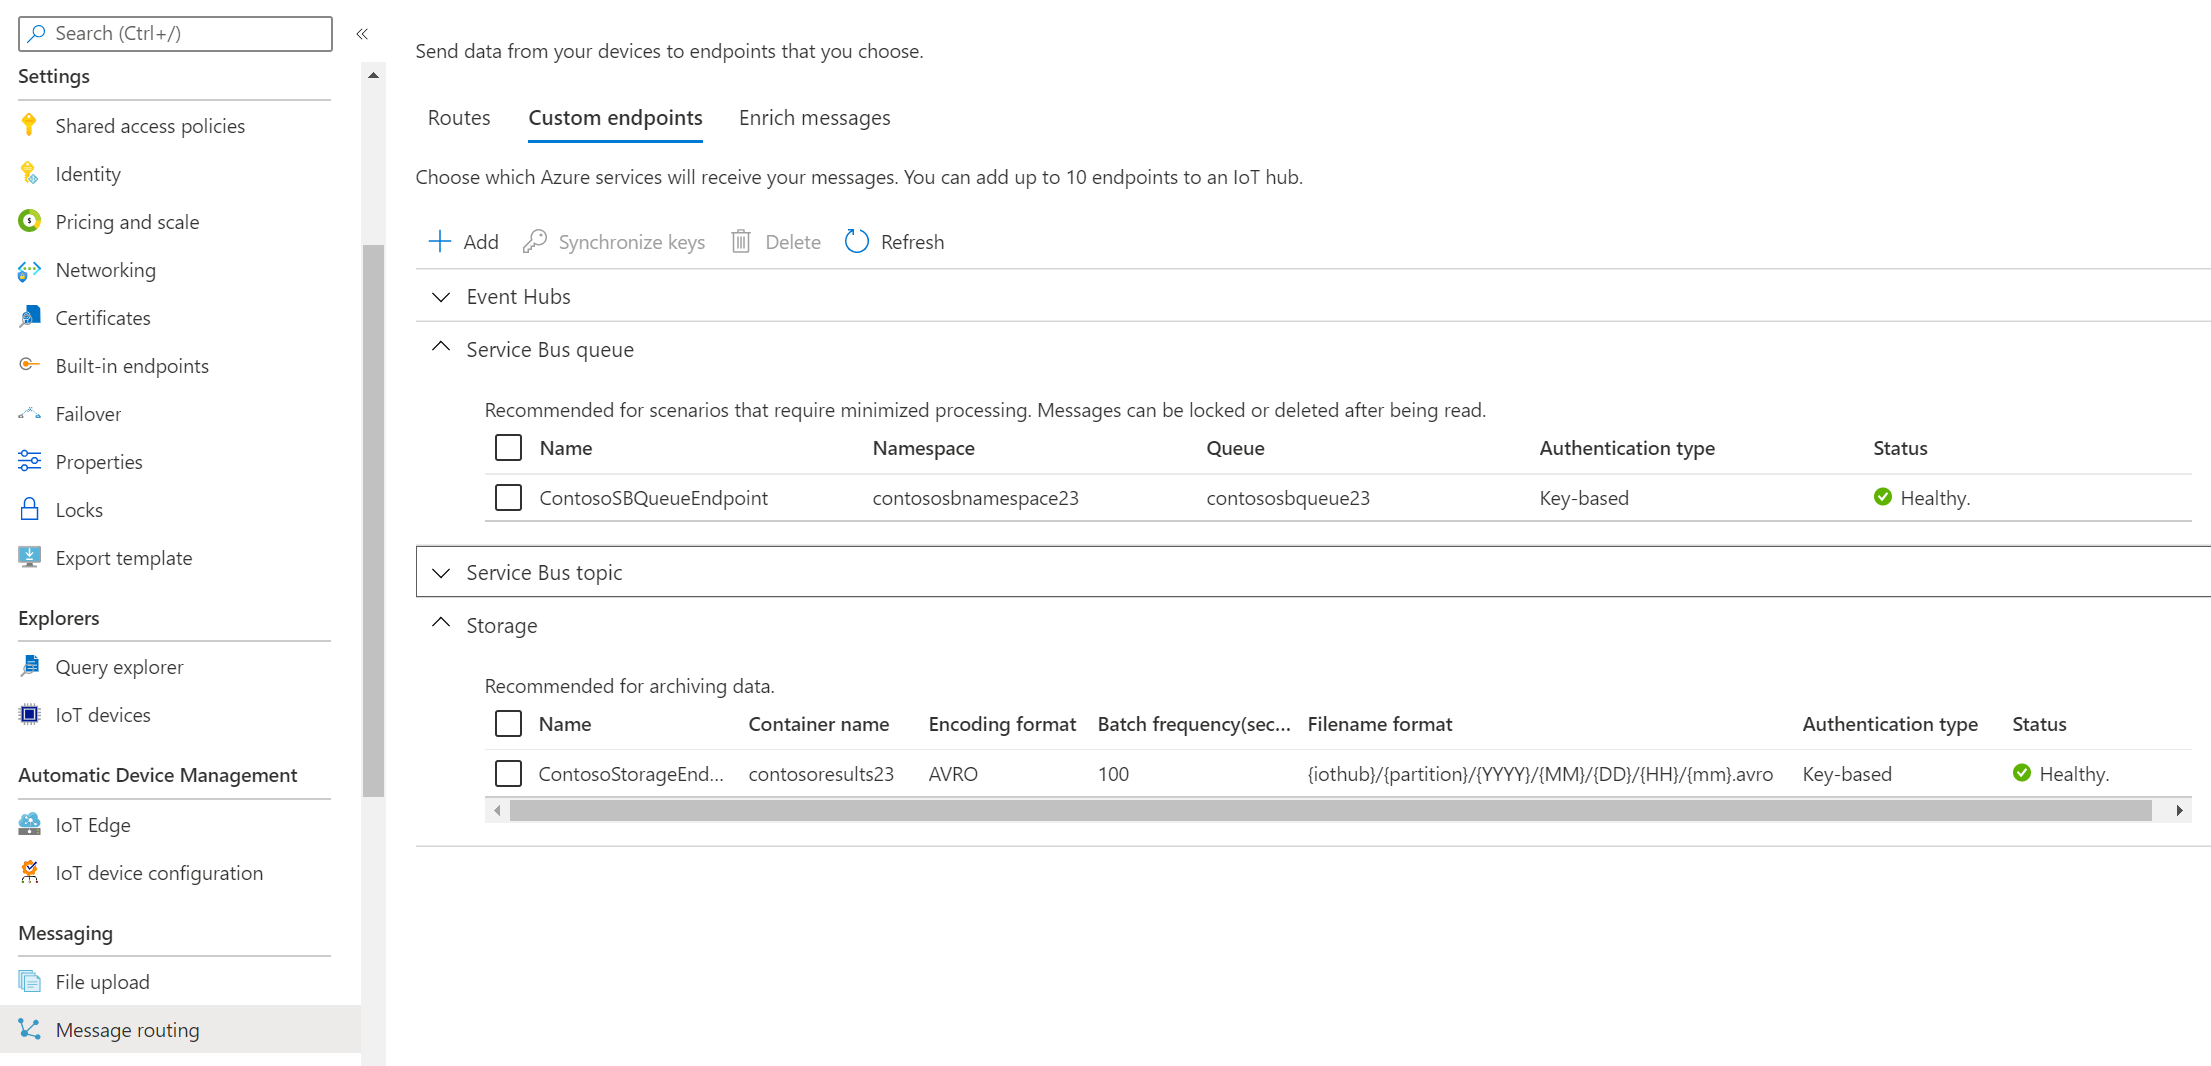 Search (Ctrl+/)
«
Settings
Shared access policies
Identity
Pricing and scale
Networking
Certificates
Built-in endpoints
Failover
Properties
Locks
Export template
Explorers
Query explorer
IoT devices
Automatic Device Management
IoT Edge
IoT device configuration
Messaging
File upload
Message routing
Send data from your devices to endpoints that you choose.
Routes Custom endpoints Enrich messages
Choose which Azure services will receive your messages. You can add up to 10 endpoints to an IoT hub.
Add Synchronize keys Delete Refresh
Event Hubs
Service Bus queue
Recommended for scenarios that require minimized processing. Messages can be locked or deleted after being read.
Name Namespace Queue Authentication type Status
ContosoSBQueueEndpoint contososbnamespace23 contososbqueue23 Key-based Healthy.
Service Bus topic
Storage
Recommended for archiving data.
Name Container name Encoding format Batch frequency(sec... Filename format Authentication type Status
ContosoStorageEnd... contosoresults23 AVRO 100 {iothub}/{partition}/{YYYY}/{MM}/{DD}/{HH}/{mm}.avro Key-based Healthy.